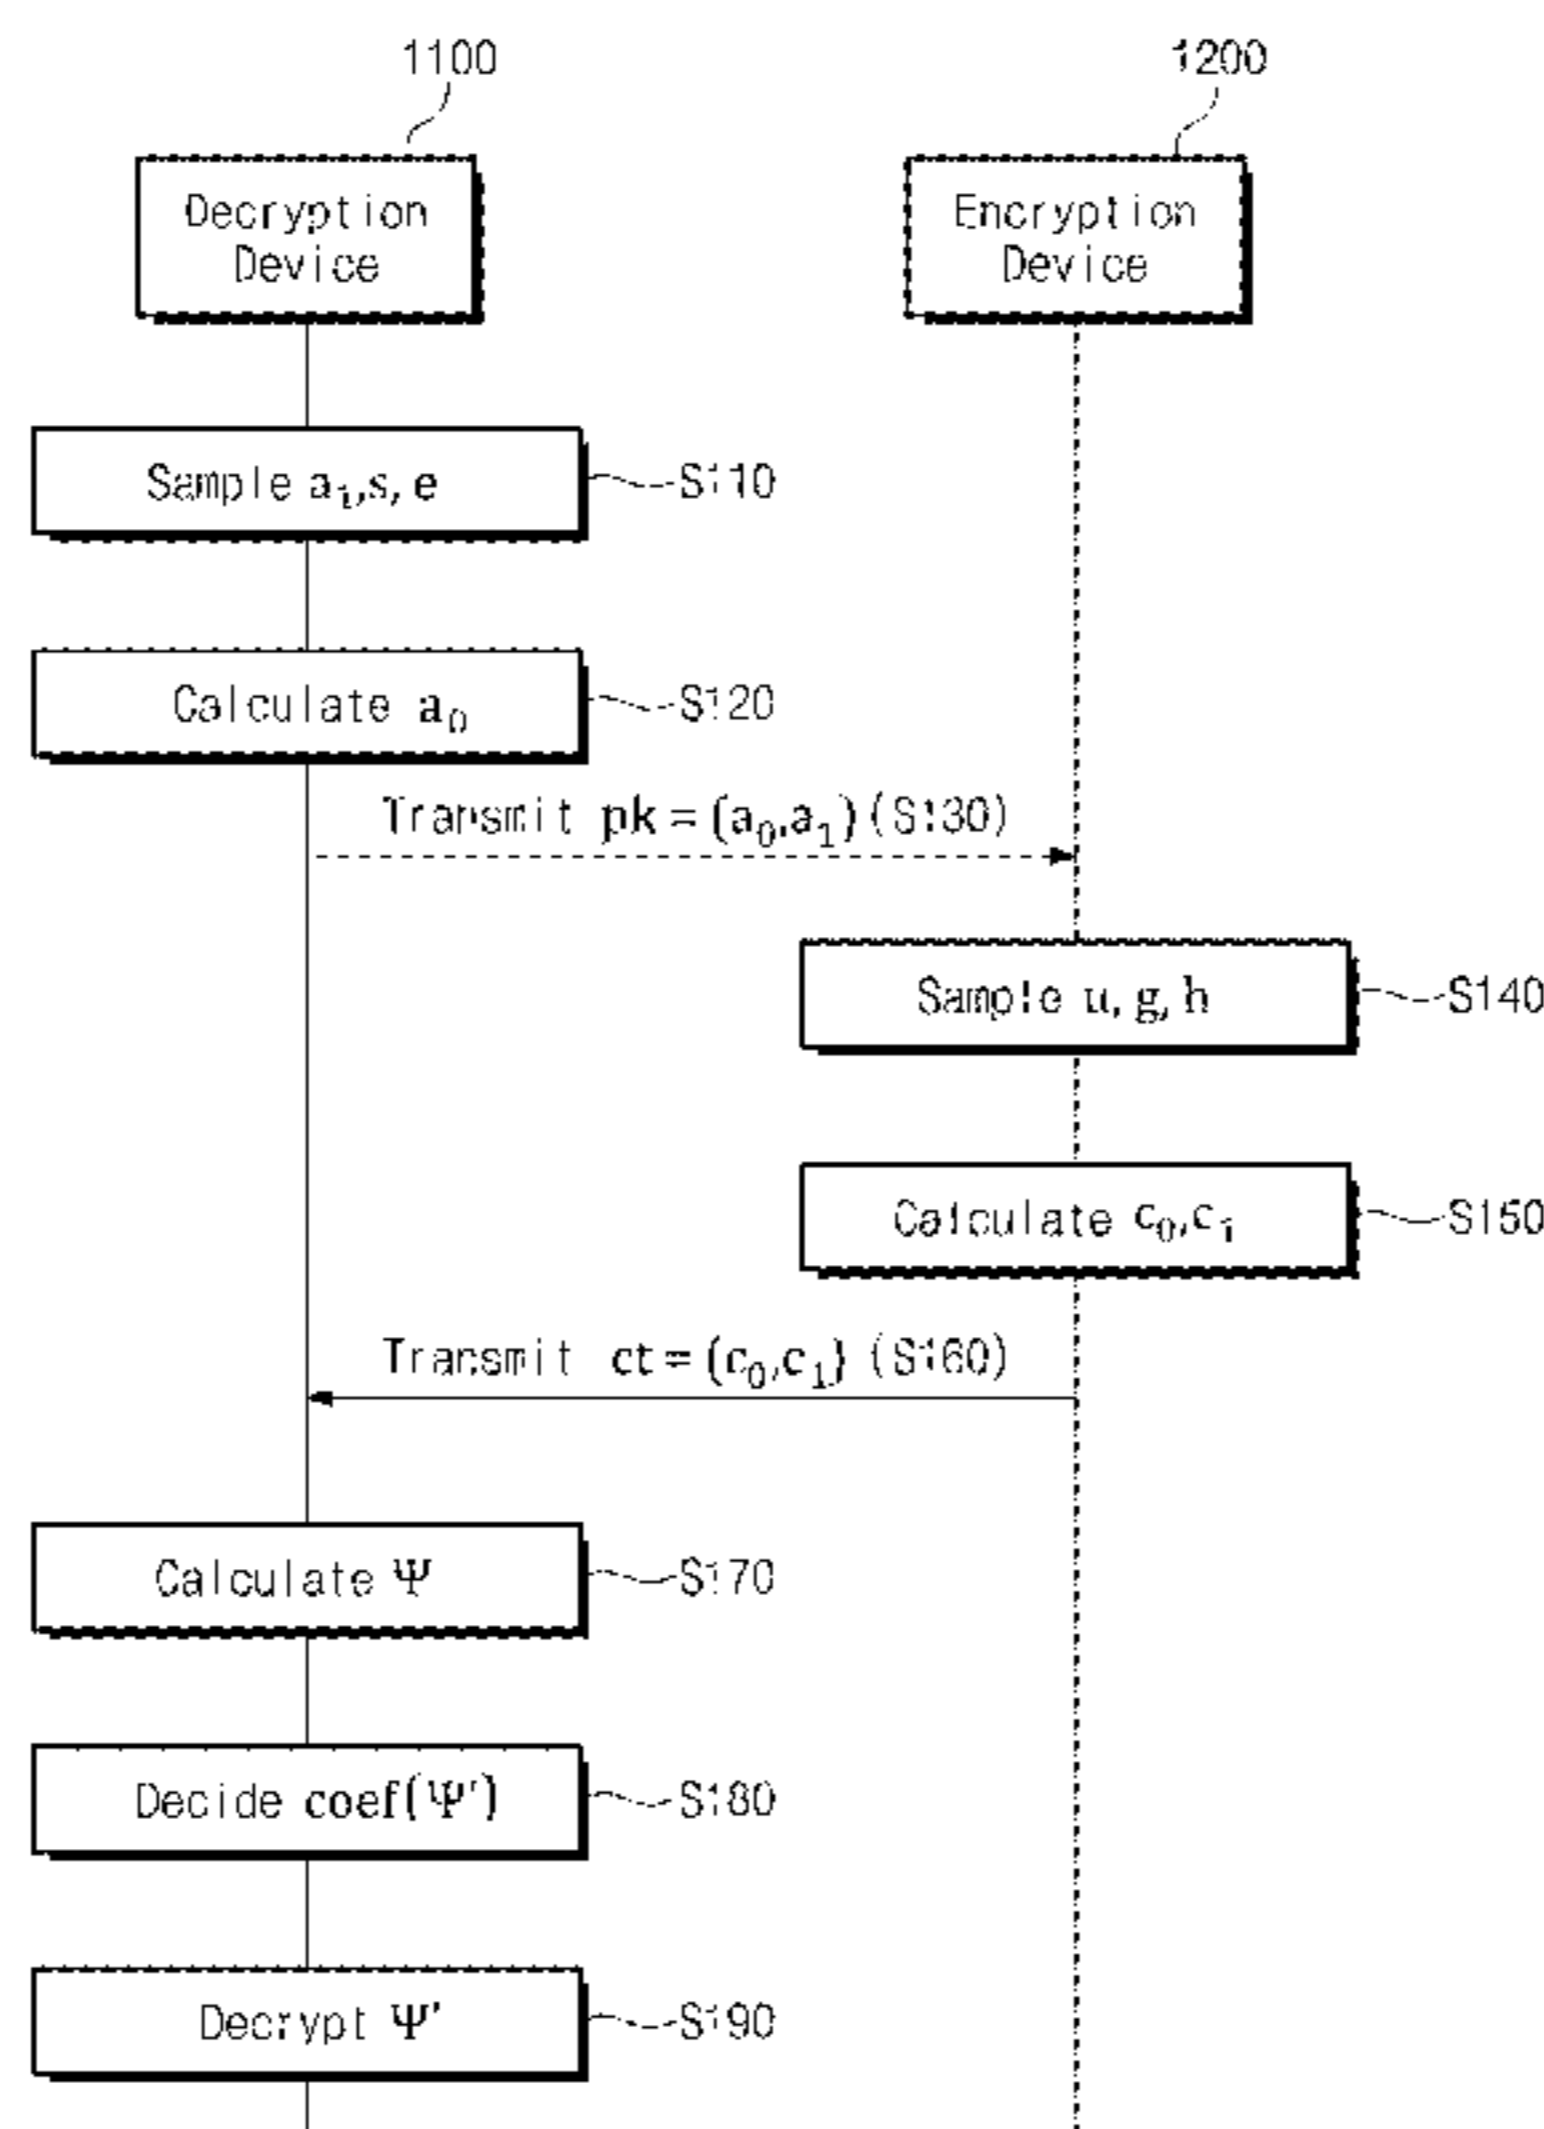 1100
1200
Decryption
Device
Encryption
Device
Sample a₁,s, e
S110
Calculate a₀
S120
Transmit pk = (a₀,a₁) (S130)
Sample u, g, h
S140
Calculate c₀,c₁
S150
Transmit ct = (c₀,c₁) (S160)
Calculate Ψ
S170
Decide coef(Ψ')
S180
Decrypt Ψ'
S190